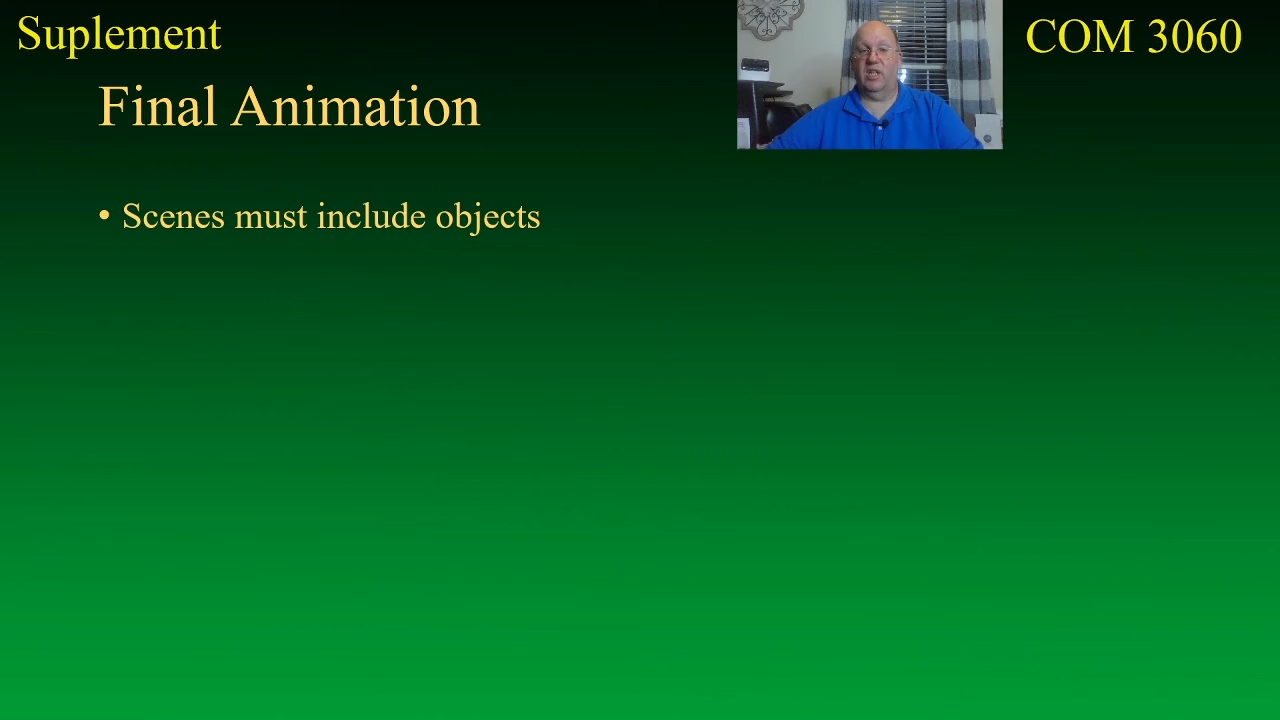 Suplement
COM 3060
Final Animation
• Scenes must include objects